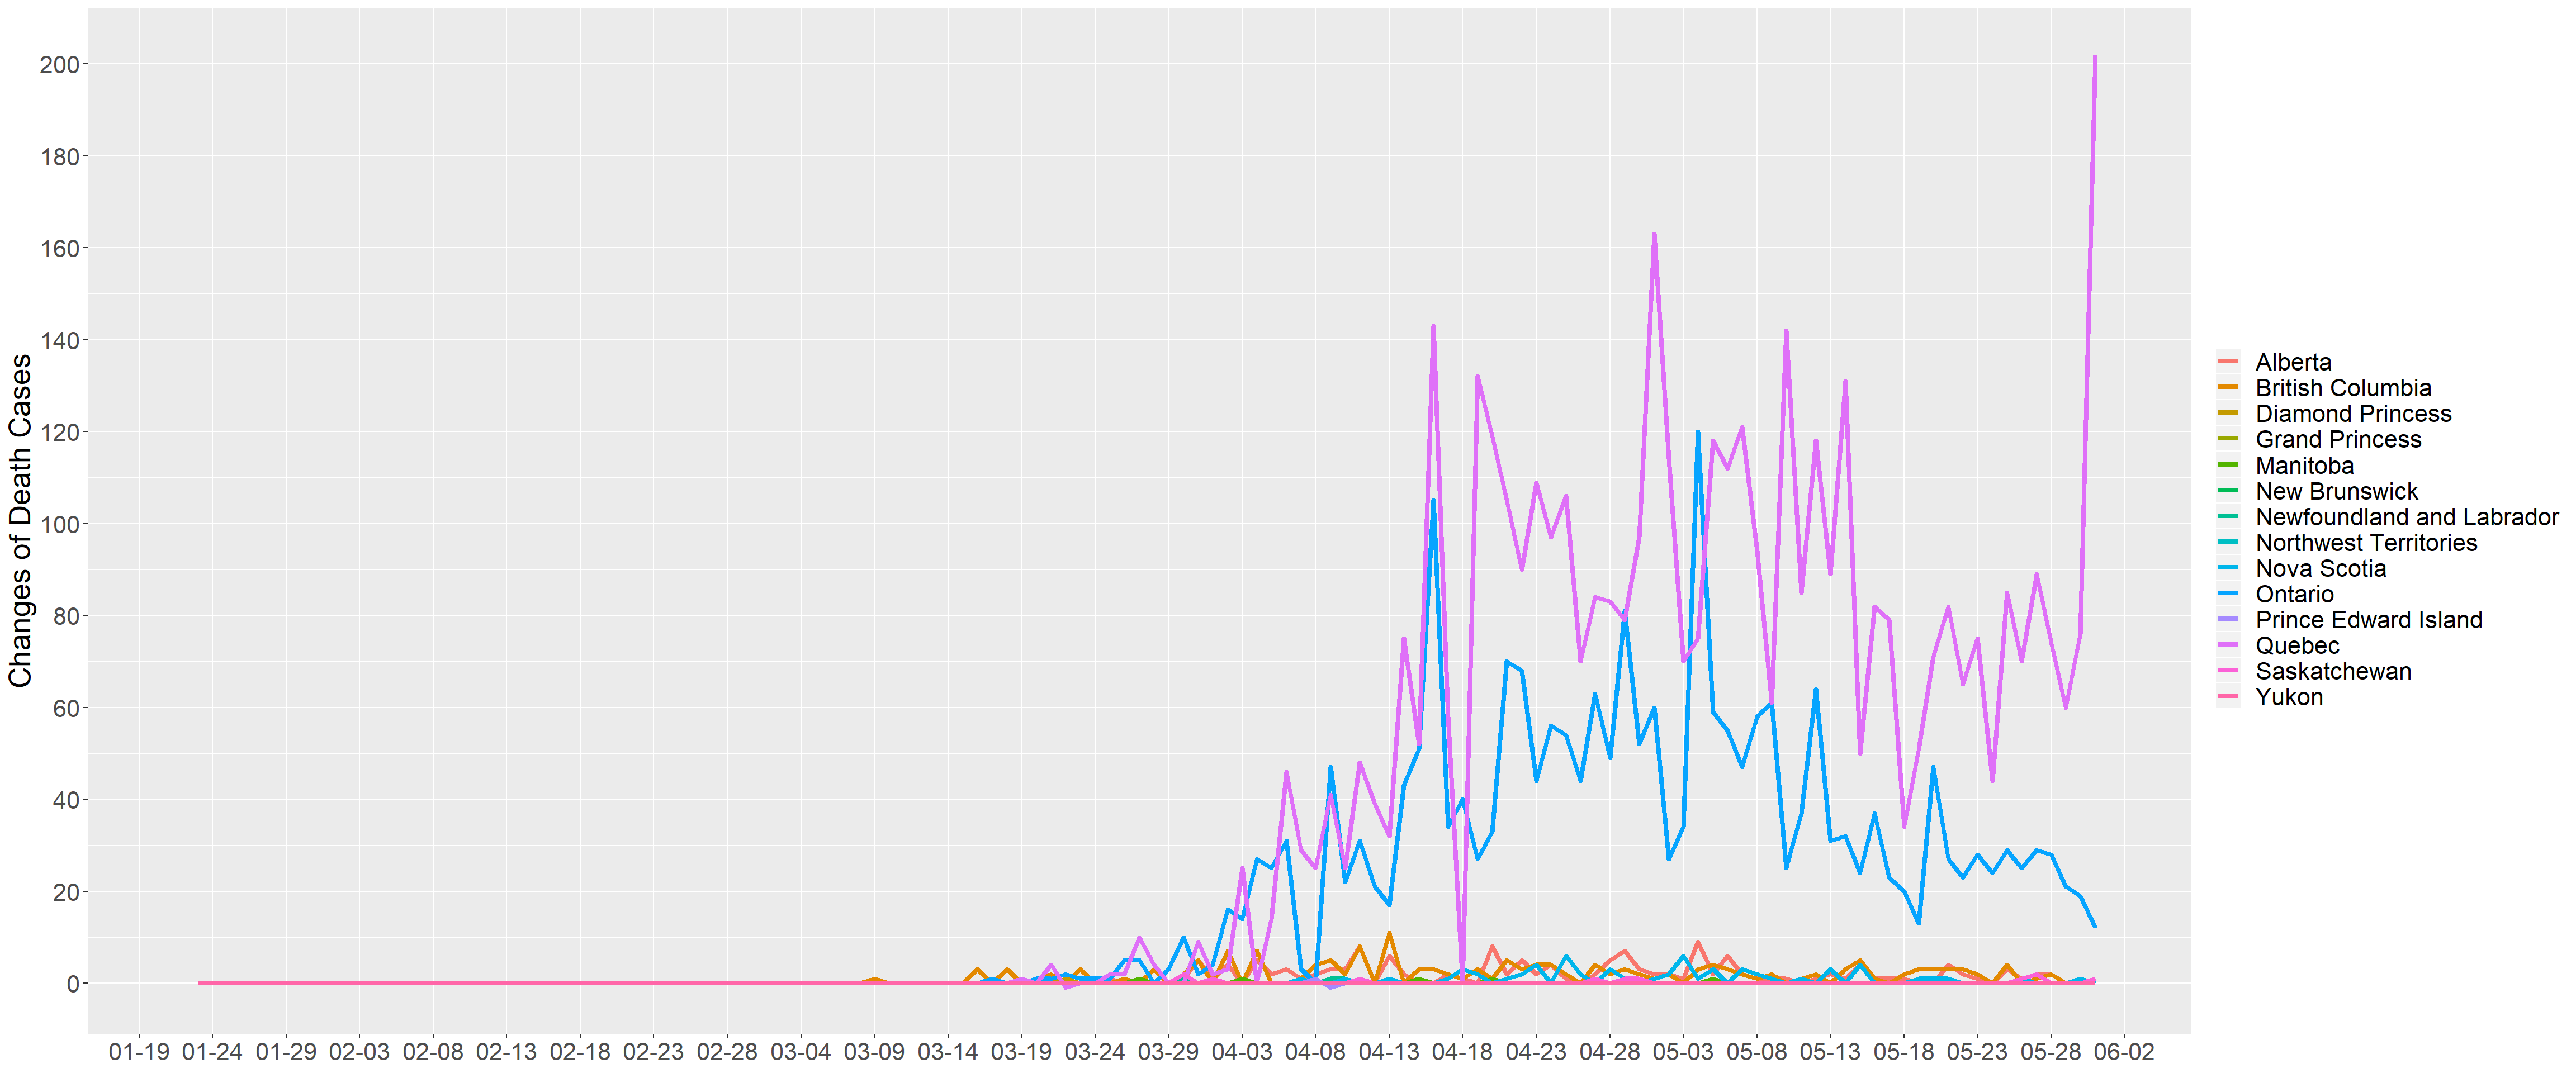 Changes of Death Cases
200
180
160
140
120
100
80
60
40
20
0
01-19 01-24 01-29 02-03 02-08 02-13 02-18 02-23 02-28 03-04 03-09 03-14 03-19 03-24 03-29 04-03 04-08 04-13 04-18 04-23 04-28 05-03 05-08 05-13 05-18 05-23 05-28 06-02
Alberta
British Columbia
Diamond Princess
Grand Princess
Manitoba
New Brunswick
Newfoundland and Labrador
Northwest Territories
Nova Scotia
Ontario
Prince Edward Island
Quebec
Saskatchewan
Yukon